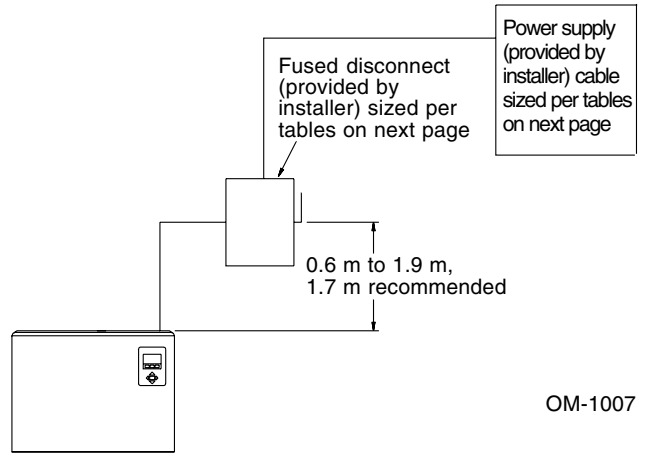 Power supply
(provided by
installer) cable
sized per tables
on next page
Fused disconnect
(provided by
installer) sized per
tables on next page
0.6 m to 1.9 m,
1.7 m recommended
OM-1007